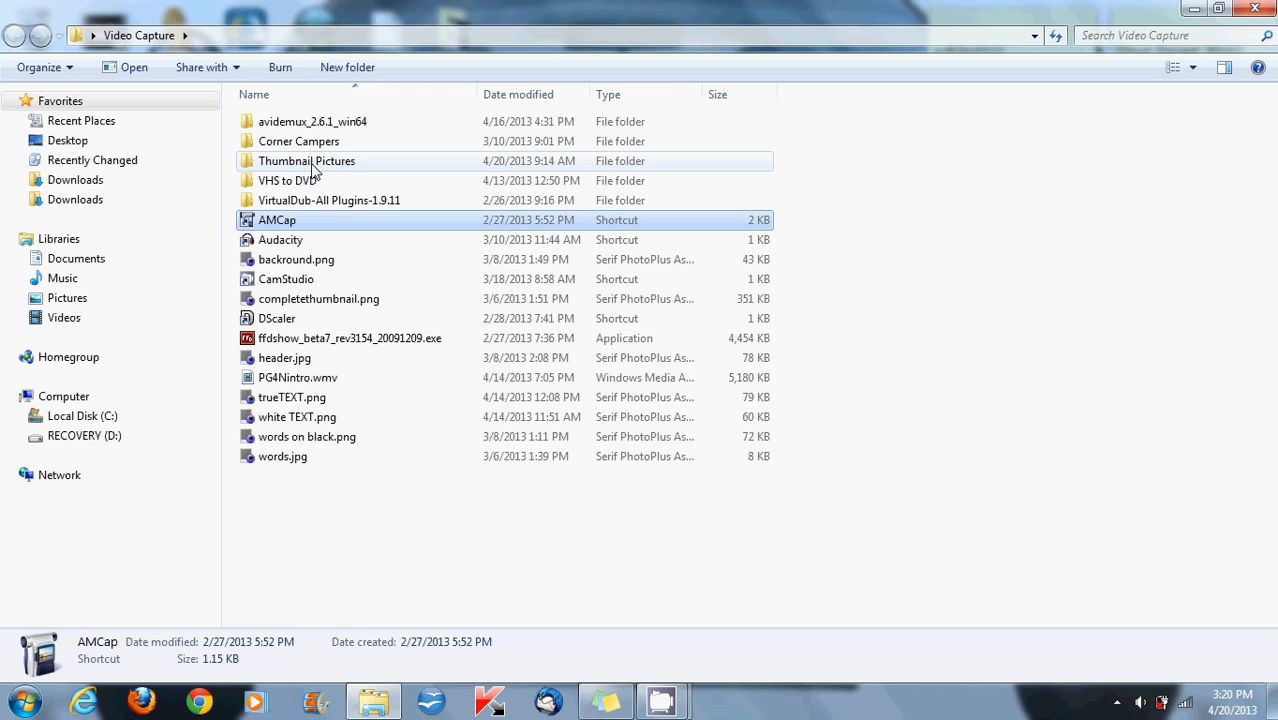 Video Capture
Search Video Capture
Organize Open Share with Burn New folder
Name Date modified Type Size
Favorites
Recent Places
Desktop
Recently Changed
Downloads
Downloads
Libraries
Documents
Music
Pictures
Videos
Homegroup
Computer
Local Disk (C:)
RECOVERY (D:)
Network
avidemux_2.6.1_win64 4/16/2013 4:31 PM File folder
Corner Campers 3/10/2013 9:01 PM File folder
Thumbnail Pictures 4/20/2013 9:14 AM File folder
VHS to DVD 4/13/2013 12:50 PM File folder
VirtualDub-All Plugins-1.9.11 2/26/2013 9:16 PM File folder
AMCap 2/27/2013 5:52 PM Shortcut 2 KB
Audacity 3/10/2013 11:44 AM Shortcut 1 KB
backround.png 3/8/2013 1:49 PM Serif PhotoPlus As... 43 KB
CamStudio 3/18/2013 8:58 AM Shortcut 1 KB
completethumbnail.png 3/6/2013 1:51 PM Serif PhotoPlus As... 351 KB
DScaler 2/28/2013 7:41 PM Shortcut 1 KB
ffdshow_beta7_rev3154_20091209.exe 2/27/2013 7:36 PM Application 4,454 KB
header.jpg 3/8/2013 2:08 PM Serif PhotoPlus As... 78 KB
PG4Nintro.wmv 4/14/2013 7:05 PM Windows Media A... 5,180 KB
trueTEXT.png 4/14/2013 12:08 PM Serif PhotoPlus As... 79 KB
white TEXT.png 4/14/2013 11:51 AM Serif PhotoPlus As... 60 KB
words on black.png 3/8/2013 1:11 PM Serif PhotoPlus As... 72 KB
words.jpg 3/6/2013 1:39 PM Serif PhotoPlus As... 8 KB
AMCap Date modified: 2/27/2013 5:52 PM Date created: 2/27/2013 5:52 PM
Shortcut Size: 1.15 KB
3:20 PM
4/20/2013